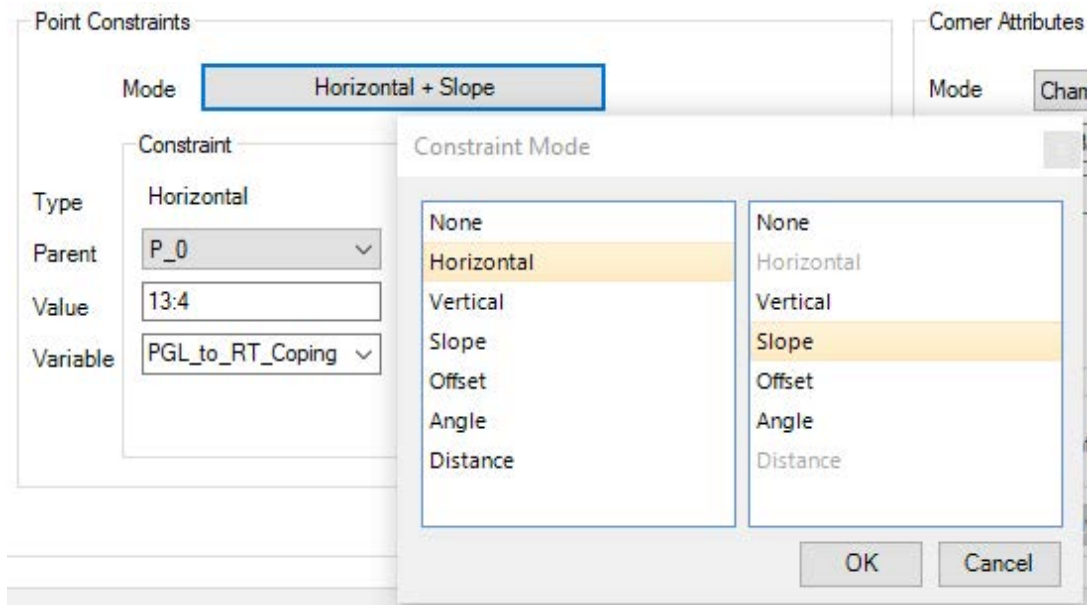 Point Constraints
Corner Attributes
Mode
Horizontal + Slope
Mode
Constraint
Type
Horizontal
Parent
P_0
Value
13:4
Variable
PGL_to_RT_Coping
Constraint Mode
None
Horizontal
Vertical
Slope
Offset
Angle
Distance
None
Horizontal
Vertical
Slope
Offset
Angle
Distance
OK
Cancel